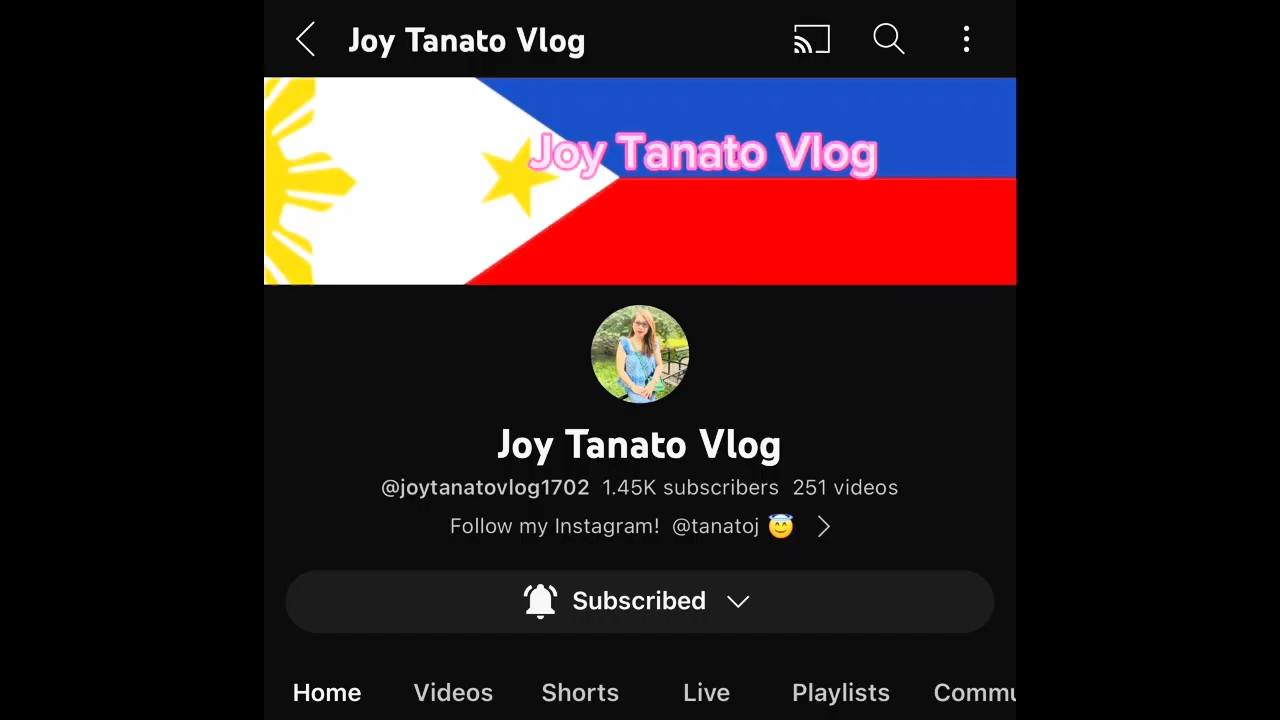 Joy Tanato Vlog
Joy Tanato Vlog
Joy Tanato Vlog
@joytanatovlog1702 1.45K subscribers 251 videos
Follow my Instagram! @tanatoj 😇
Subscribed
Home Videos Shorts Live Playlists Commu